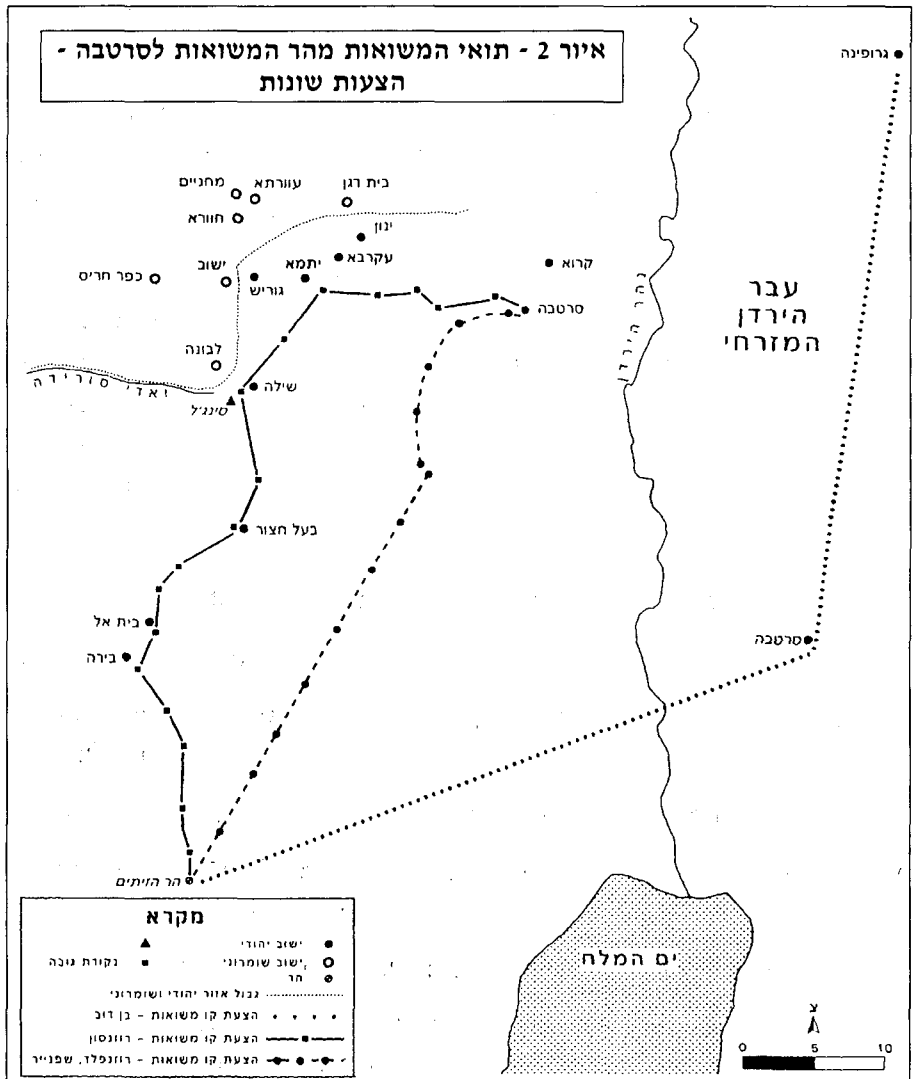 איור 2 - תואי המשואות מהר המשואות לסרטבה -
הצעות שונות
גרופינה
מחניים
עוורתא
בית דגן
חוורא
ינון
עקרבא
קרוא
כפר חריס
ישוב
גוריש
יתמא
סרטבה
נהר הירדן
עבר
הירדן
המזרחי
לבונה
ואדי סורידה
שילה
סינג'ל
בעל חצור
בית אל
בירה
סרטבה
הר הזיתים
ים המלח
מקרא
ישוב יהודי
ישוב שומרוני
נקודת גובה
הר
גבול אזור יהודי ושומרוני
הצעת קו משואות - בן דוב
הצעת קו משואות - רוזנסון
הצעת קו משואות - רוזנפלד, שפנייר
צ
0 5 10